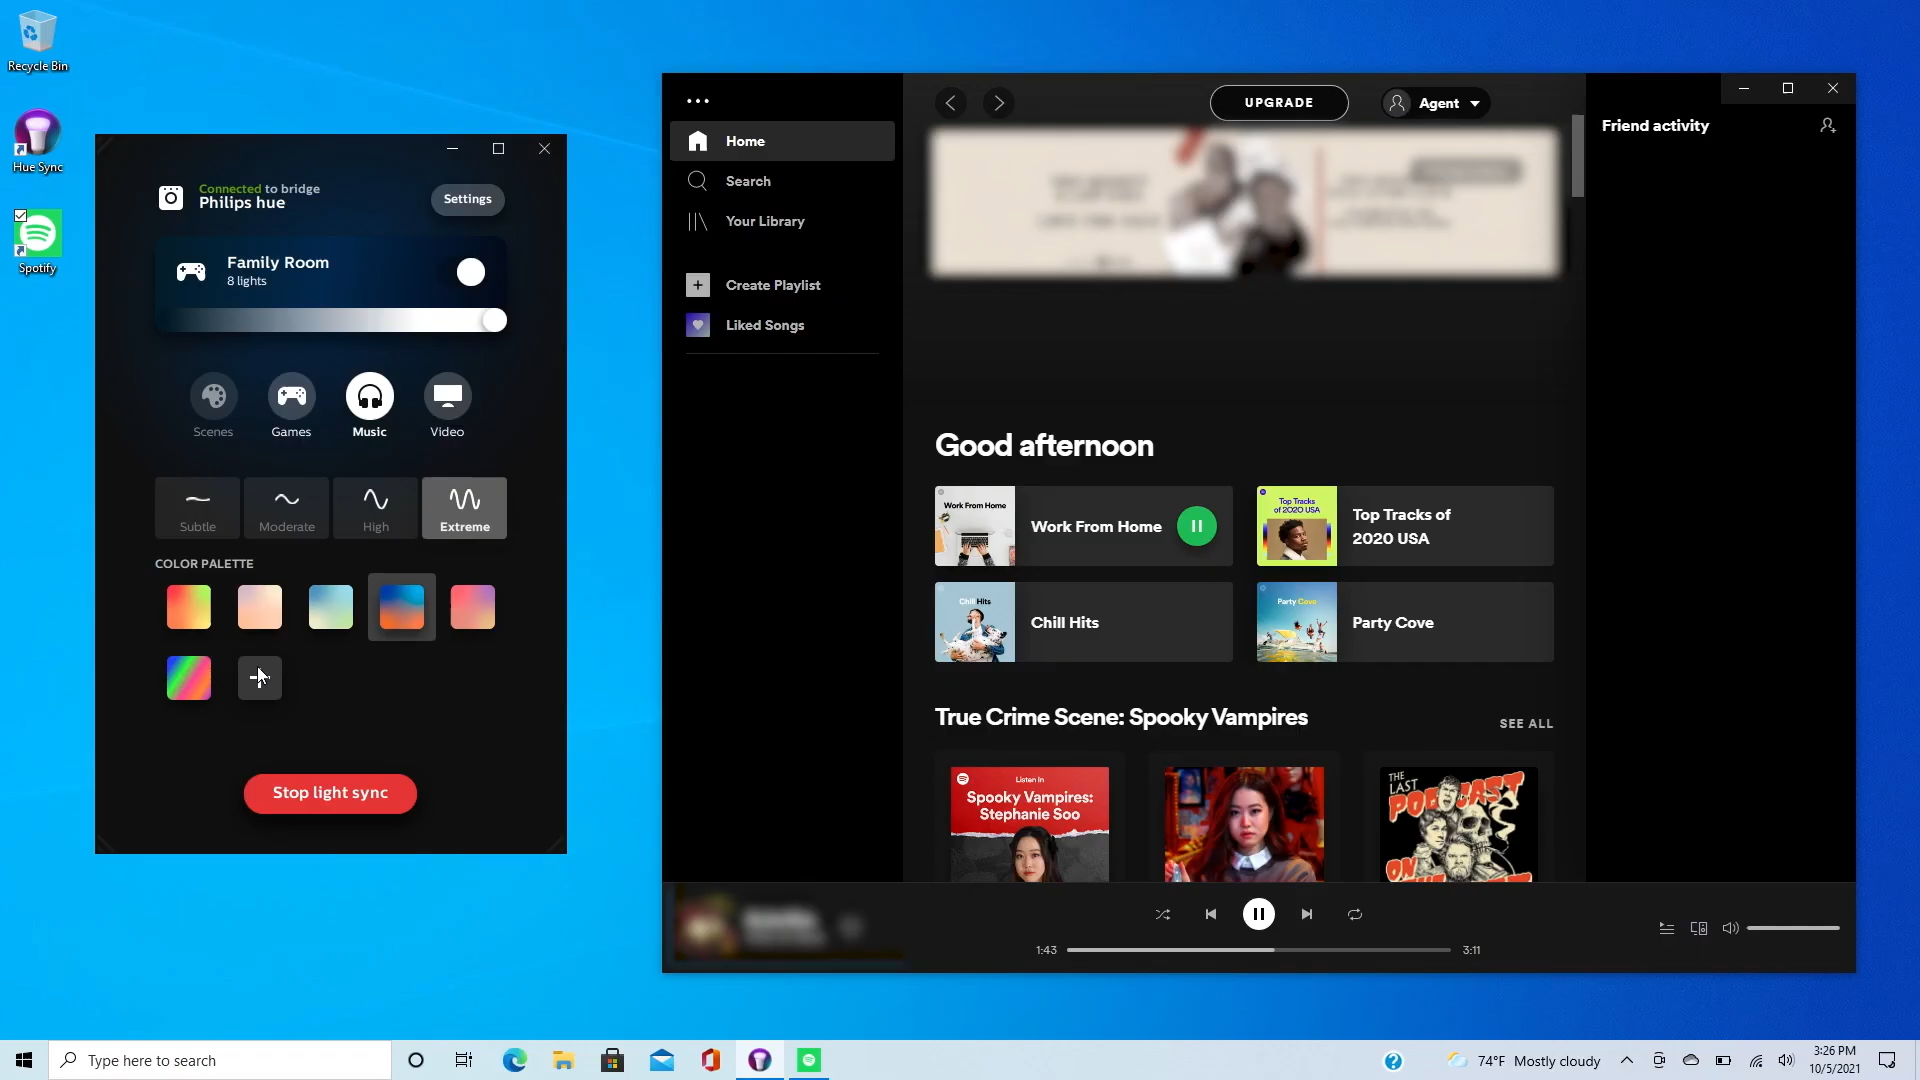 Recycle Bin
Hue Sync
Spotify
Connected to bridge
Philips hue
Settings
Family Room
8 lights
Scenes
Games
Music
Video
Subtle
Moderate
High
Extreme
COLOR PALETTE
Stop light sync
Home
Search
Your Library
Create Playlist
Liked Songs
UPGRADE
Agent
Friend activity
Good afternoon
Work From Home
Work From Home
Top Tracks
of 2020 USA
Top Tracks of
2020 USA
Chill Hits
Chill Hits
Party Cove
Party Cove
True Crime Scene: Spooky Vampires
SEE ALL
Listen in
Spooky Vampires:
Stephanie Soo
THE
LAST
PODCAST
ON
1:43
3:11
Type here to search
74°F Mostly cloudy
3:26 PM
10/5/2021